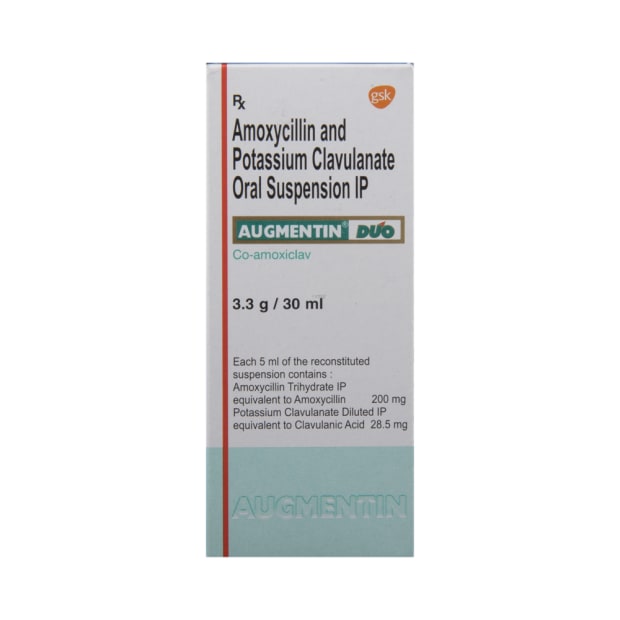 Rx
gsk
Amoxycillin and
Potassium Clavulanate
Oral Suspension IP
AUGMENTIN® DUO
Co-amoxiclav
3.3 g / 30 ml
Each 5 ml of the reconstituted
suspension contains :
Amoxycillin Trihydrate IP
equivalent to Amoxycillin 200 mg
Potassium Clavulanate Diluted IP
equivalent to Clavulanic Acid 28.5 mg
AUGMENTIN